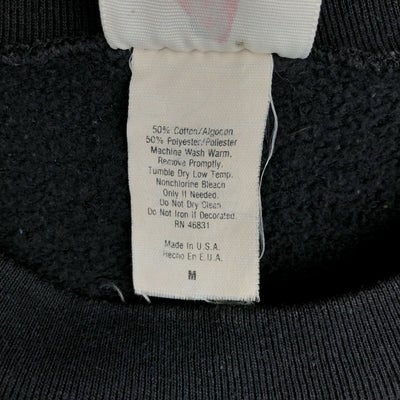 50% Cotton/Algodon
50% Polyester/Poliester
Machine Wash Warm.
Remove Promptly.
Tumble Dry Low Temp.
Nonchlorine Bleach
Only If Needed.
Do Not Dry Clean.
Do Not Iron If Decorated.
RN 46831
Made In U.S.A.
Hecho En E.U.A.
M